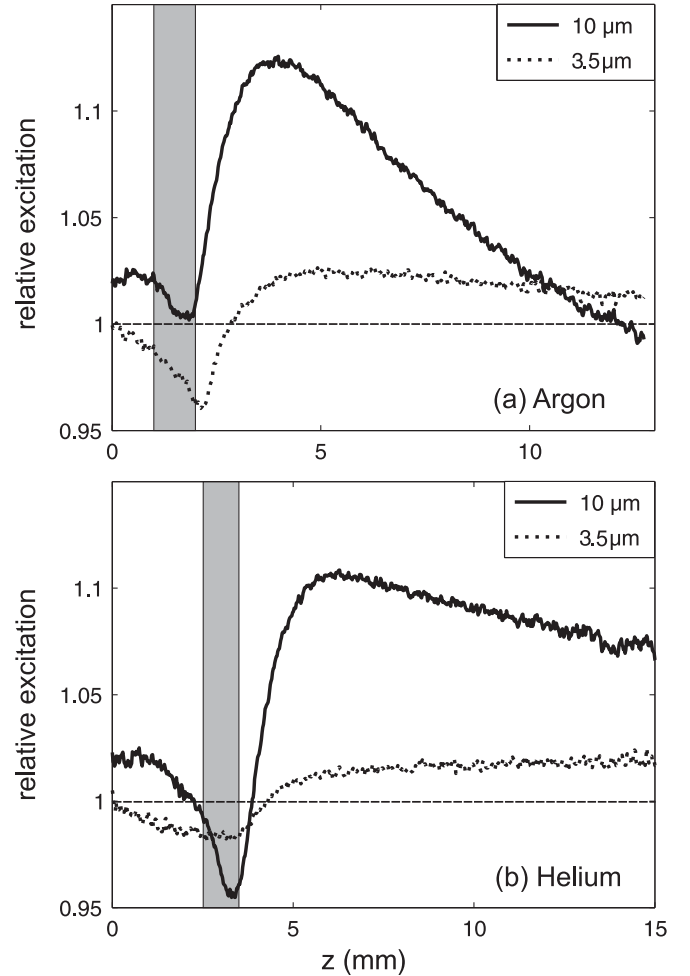 10 μm
3.5μm
1.1
1.05
1
0.95
relative excitation
(a) Argon
0
5
10
10 μm
3.5μm
1.1
1.05
1
0.95
relative excitation
(b) Helium
0
5
10
15
z (mm)